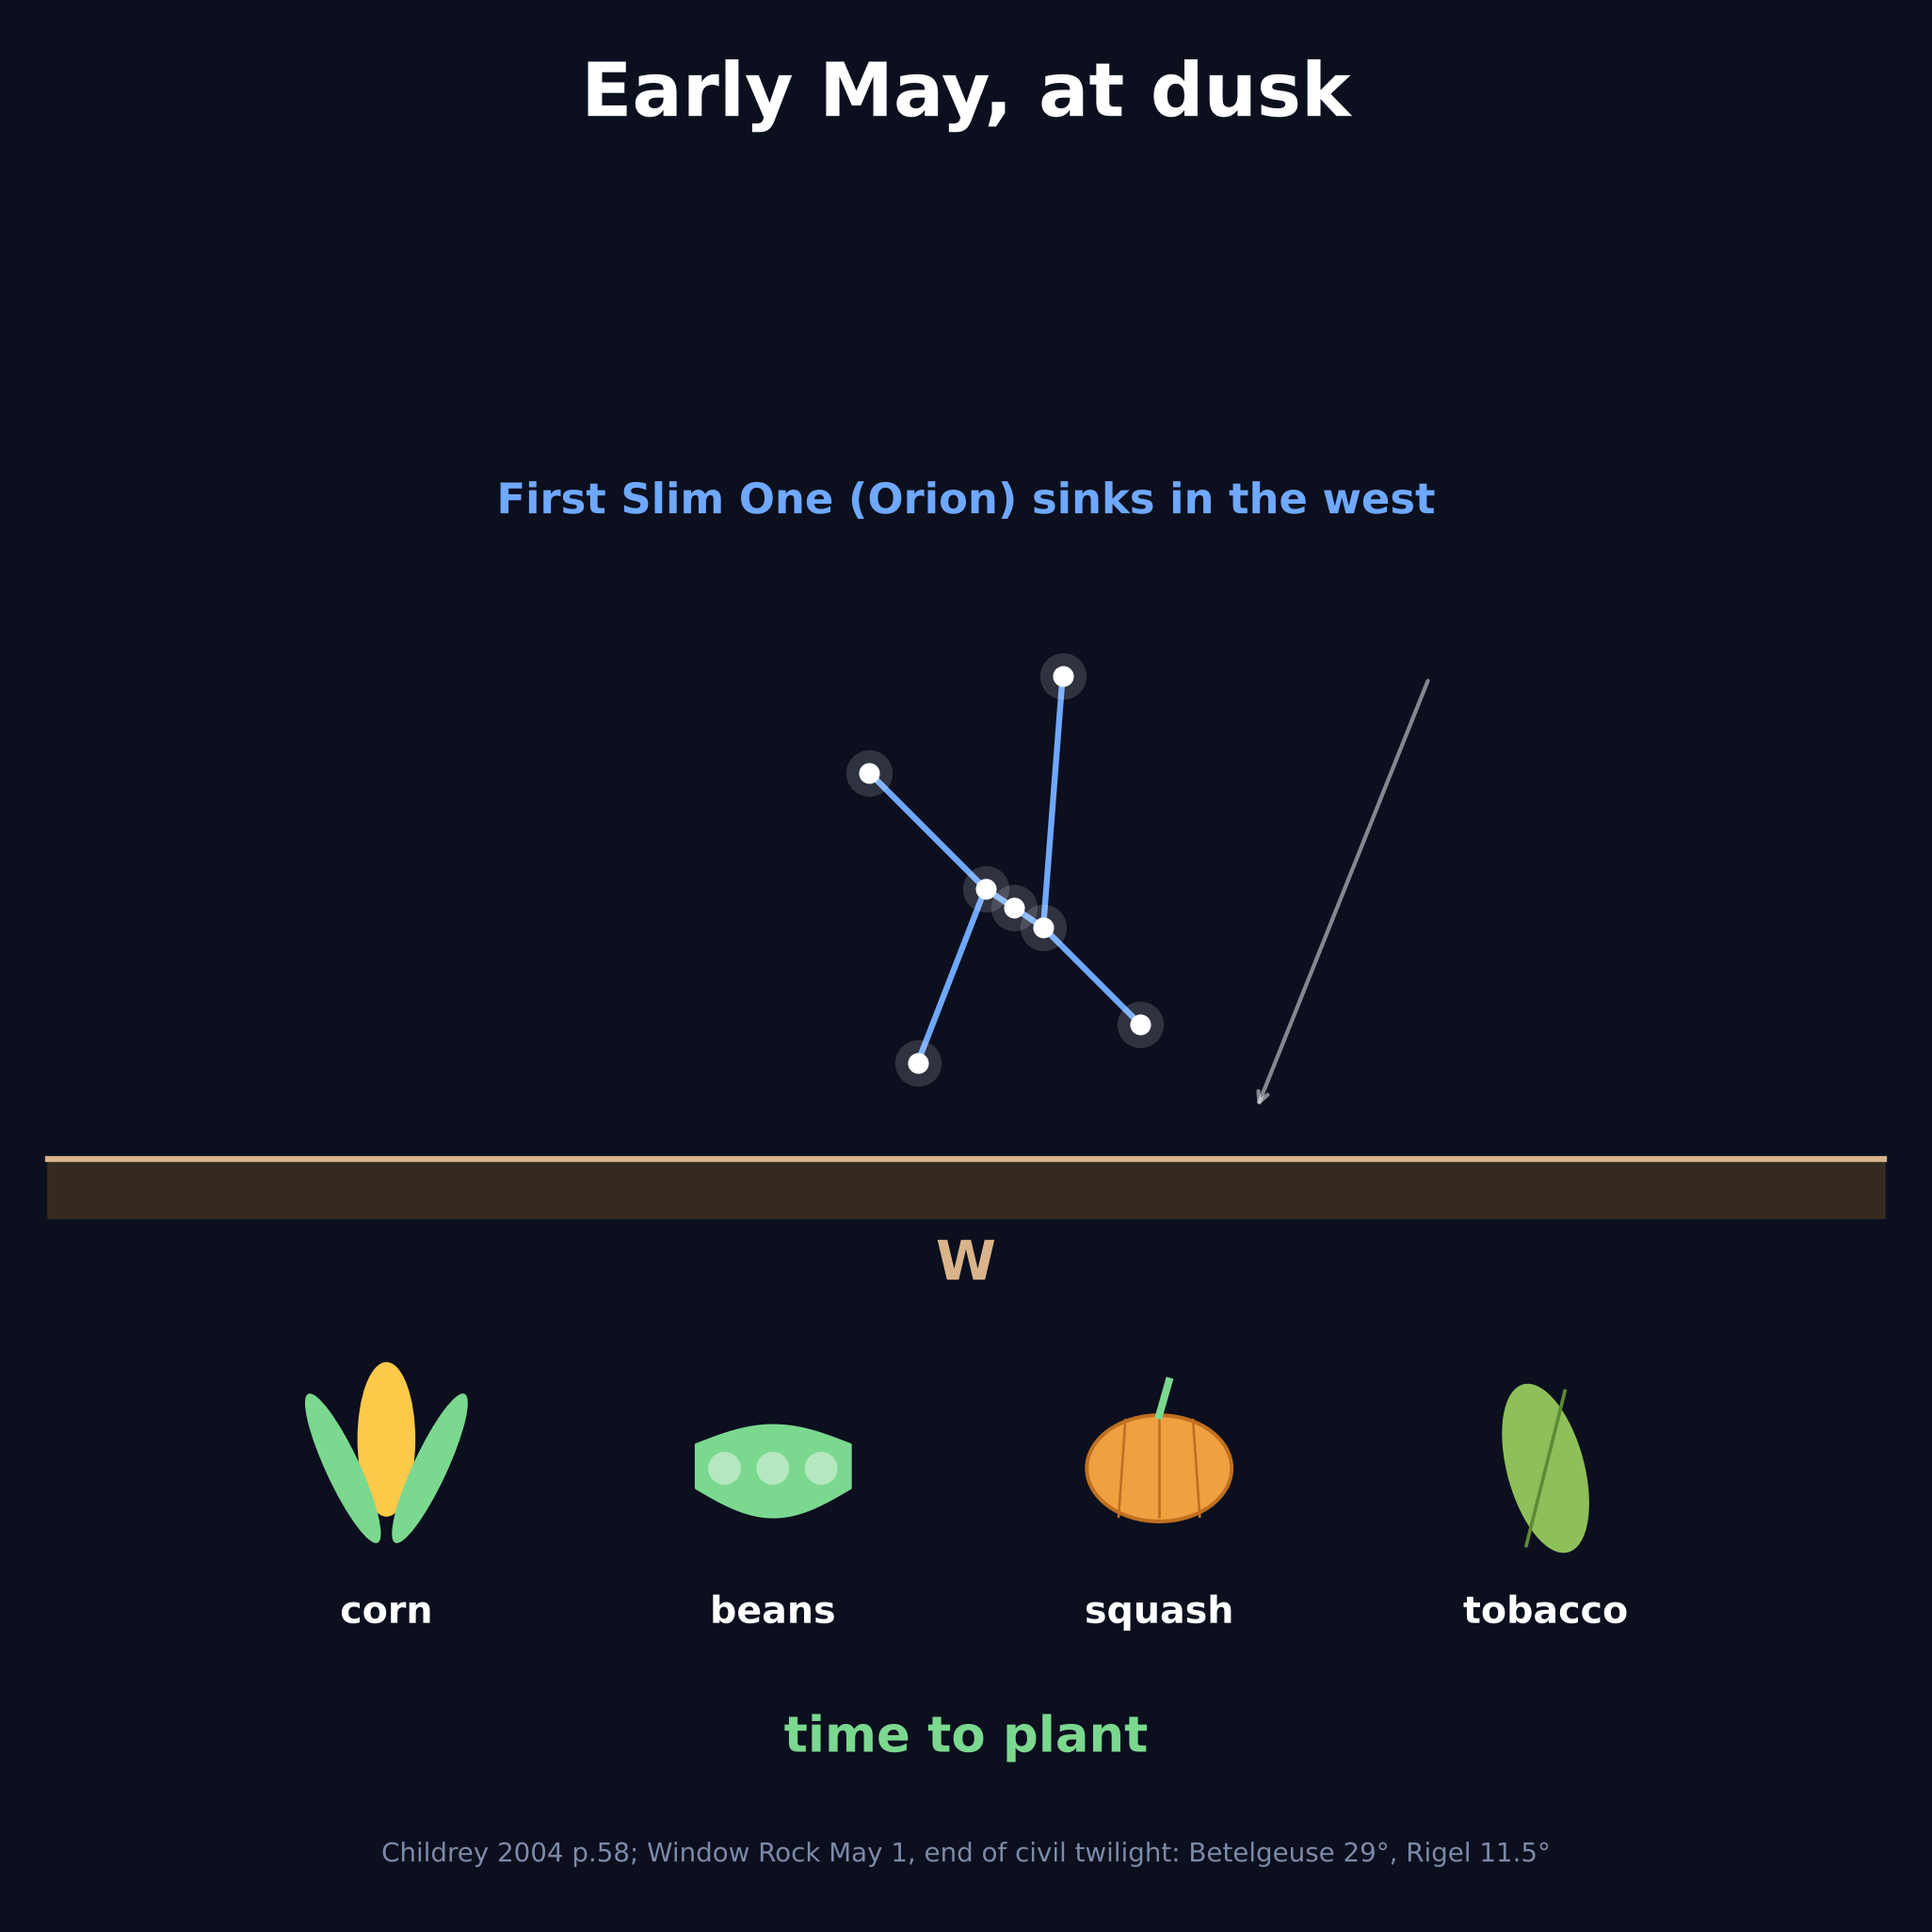 Early May, at dusk
First Slim One (Orion) sinks in the west
W
corn
beans
squash
tobacco
time to plant
Childrey 2004 p.58; Window Rock May 1, end of civil twilight: Betelgeuse 29°, Rigel 11.5°